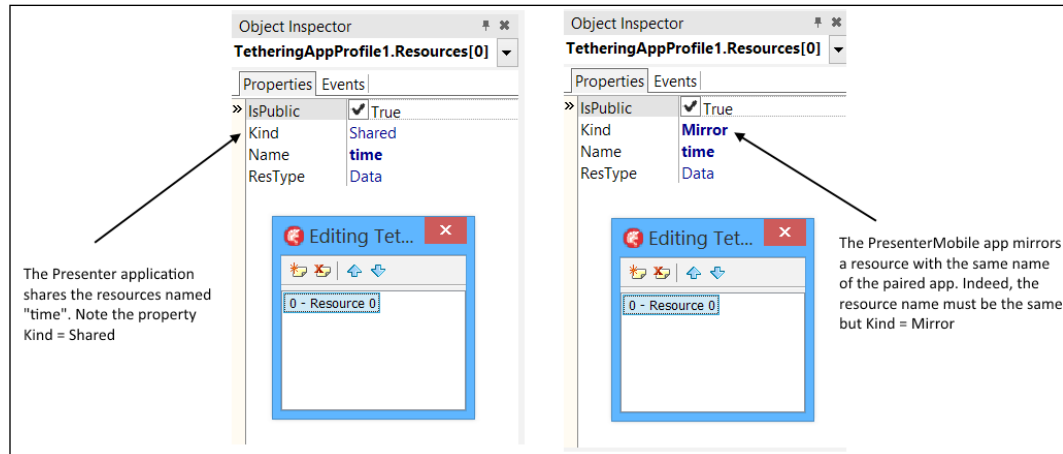 Object Inspector
TetheringAppProfile1.Resources[0]
Properties Events
IsPublic True
Kind Shared
Name time
ResType Data
Editing Tet...
0 - Resource 0
The Presenter application
shares the resources named
"time". Note the property
Kind = Shared
Object Inspector
TetheringAppProfile1.Resources[0]
Properties Events
IsPublic True
Kind Mirror
Name time
ResType Data
Editing Tet...
0 - Resource 0
The PresenterMobile app mirrors
a resource with the same name
of the paired app. Indeed, the
resource name must be the same
but Kind = Mirror